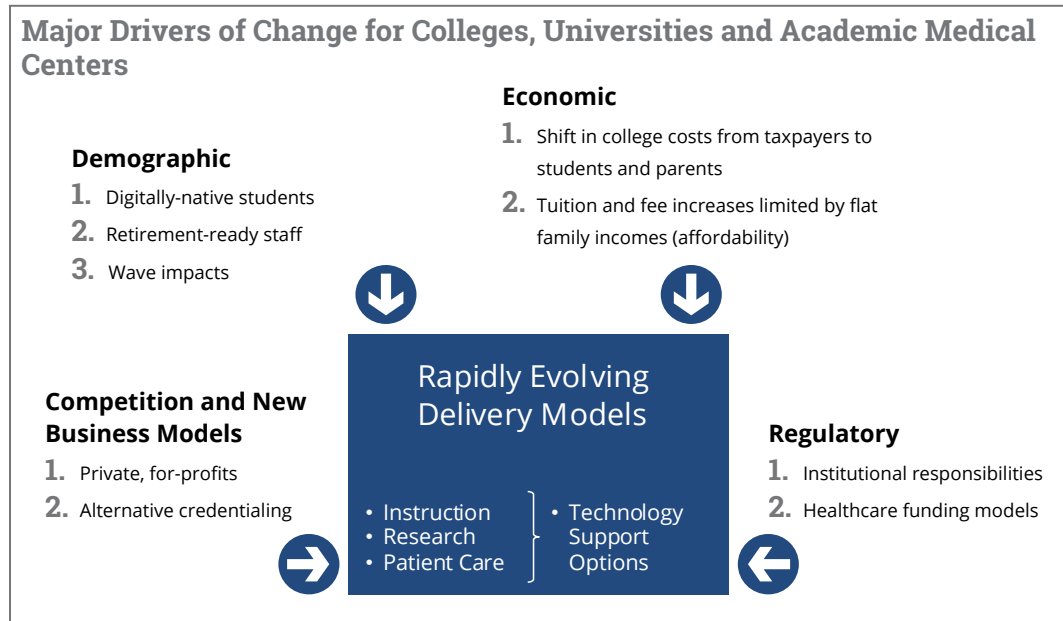 Major Drivers of Change for Colleges, Universities and Academic Medical
Centers
Economic
1. Shift in college costs from taxpayers to
students and parents
2. Tuition and fee increases limited by flat
family incomes (affordability)
Demographic
1. Digitally-native students
2. Retirement-ready staff
3. Wave impacts
Rapidly Evolving
Delivery Models
• Instruction
• Research
• Patient Care
• Technology
Support
Options
Competition and New
Business Models
1. Private, for-profits
2. Alternative credentialing
Regulatory
1. Institutional responsibilities
2. Healthcare funding models